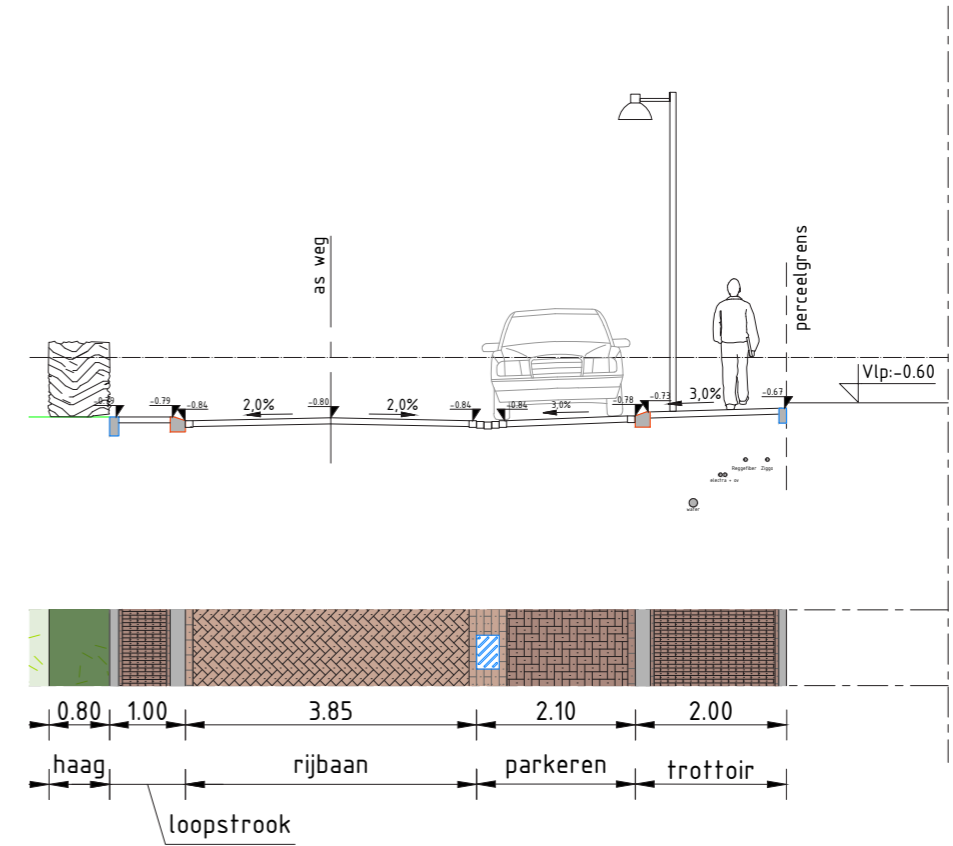 as weg
perceelgrens
Vlp:-0.60
-0.79
-0.79
-0.84
2,0%
-0.80
2,0%
-0.84
-0.84
3,0%
-0.78
-0.73
3,0%
-0.67
Reggefiber Ziggo
electra + ov
water
0.80 1.00 3.85 2.10 2.00
haag rijbaan parkeren trottoir
loopstrook